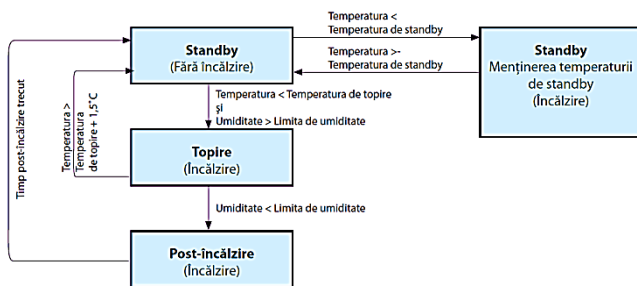 Temperatura <
Temperatura de standby
Standby
(Fără încălzire)
Temperatura >-
Temperatura de standby
Standby
Menținerea temperaturii
de standby
(Încălzire)
Timp post-încălzire trecut
Temperatura >
Temperatura
de topire + 1,5°C
Temperatura < Temperatura de topire
și
Umiditate > Limita de umiditate
Topire
(Încălzire)
Umiditate < Limita de umiditate
Post-încălzire
(Încălzire)